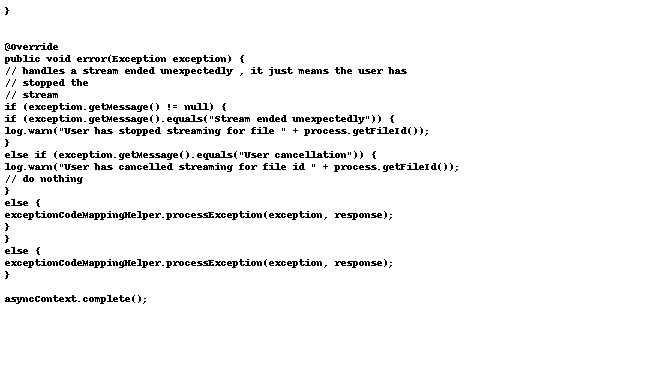 }
@Override
public void error(Exception exception) {
// handles a stream ended unexpectedly , it just means the user has
// stopped the
// stream
if (exception.getMessage() != null) {
if (exception.getMessage().equals("Stream ended unexpectedly")) {
log.warn("User has stopped streaming for file " + process.getFileId());
}
else if (exception.getMessage().equals("User cancellation")) {
log.warn("User has cancelled streaming for file id " + process.getFileId());
// do nothing
}
else {
exceptionCodeMappingHelper.processException(exception, response);
}
}
else {
exceptionCodeMappingHelper.processException(exception, response);
}
asyncContext.complete();